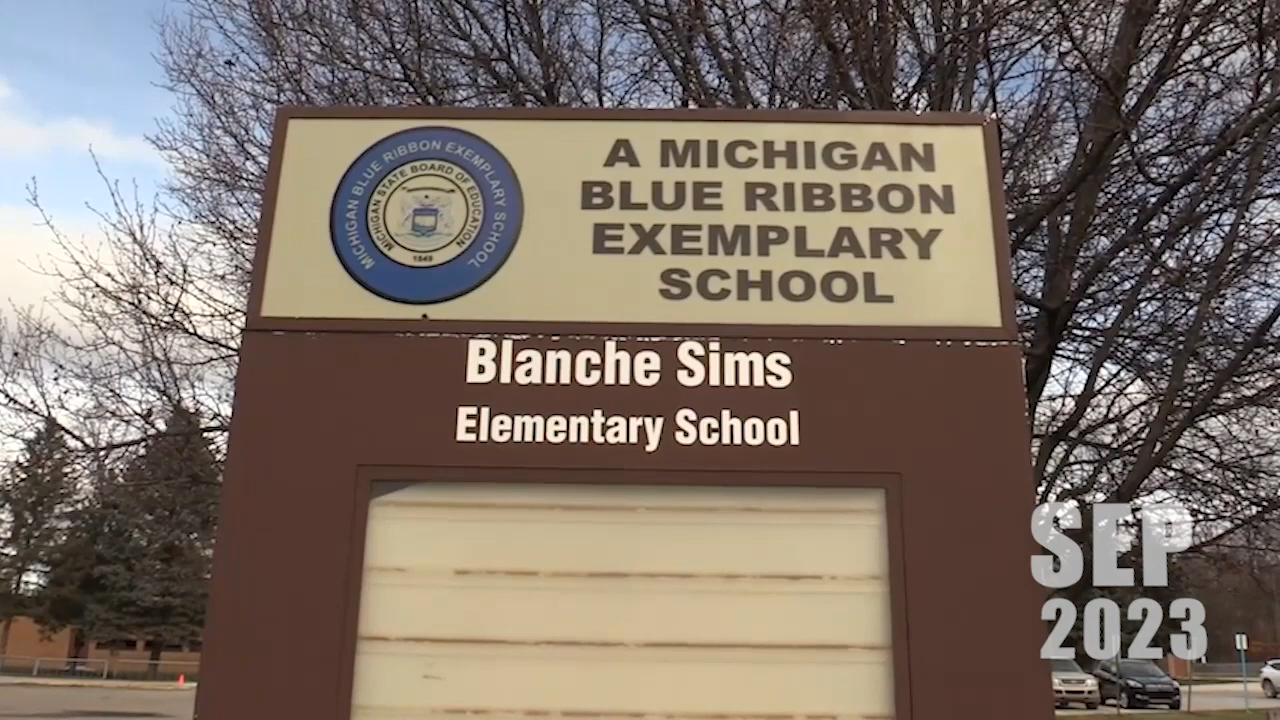 MICHIGAN BLUE RIBBON EXEMPLARY SCHOOL
MICHIGAN STATE BOARD OF EDUCATION
1849
A MICHIGAN
BLUE RIBBON
EXEMPLARY
SCHOOL
Blanche Sims
Elementary School
SEP
2023